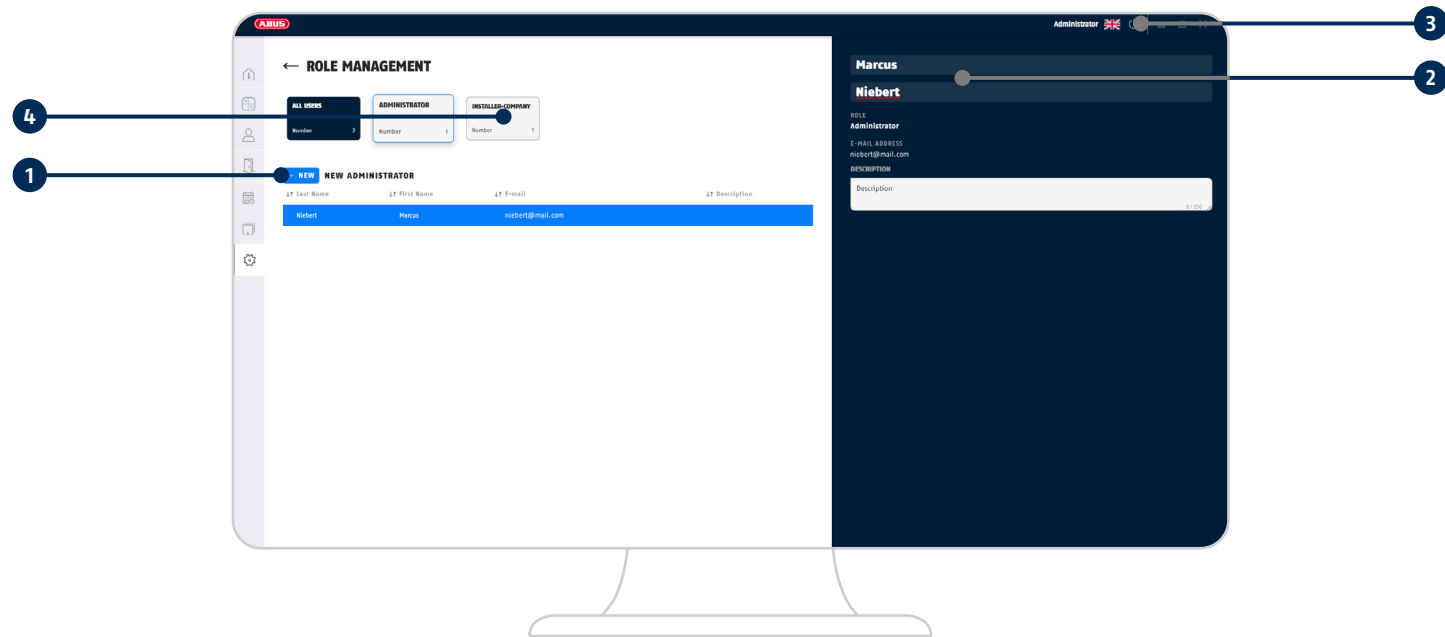 ABUS
Administrator
3
← ROLE MANAGEMENT
Marcus
2
Niebert
ALL USERS
ADMINISTRATOR
INSTALLER-COMPANY
4
Number
Number 1
Number 1
ROLE
Administrator
E-MAIL ADDRESS
niebert@mail.com
1
+ NEW NEW ADMINISTRATOR
DESCRIPTION
↓↑ Last Name ↓↑ First Name ↓↑ E-mail ↓↑ Description
Description
0 / 250
Niebert Marcus niebert@mail.com